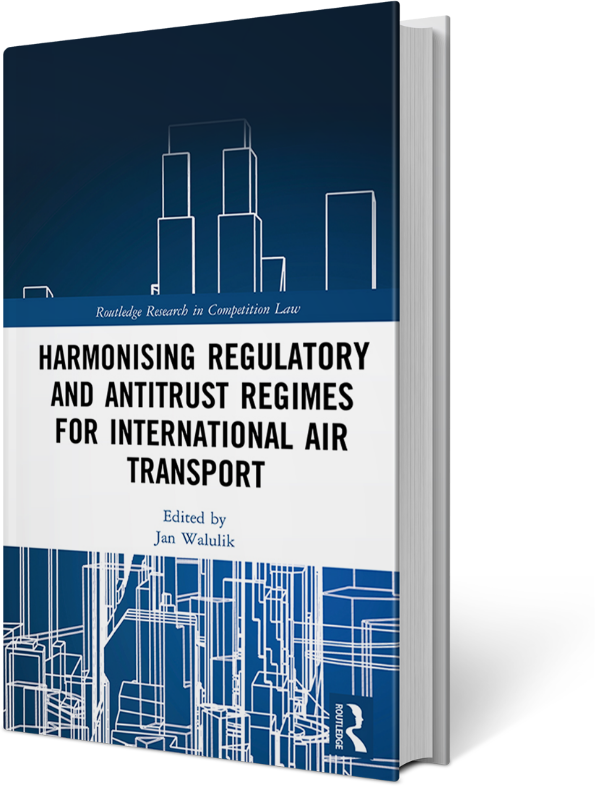 Routledge Research in Competition Law
HARMONISING REGULATORY
AND ANTITRUST REGIMES
FOR INTERNATIONAL AIR
TRANSPORT
Edited by
Jan Walulik
ROUTLEDGE